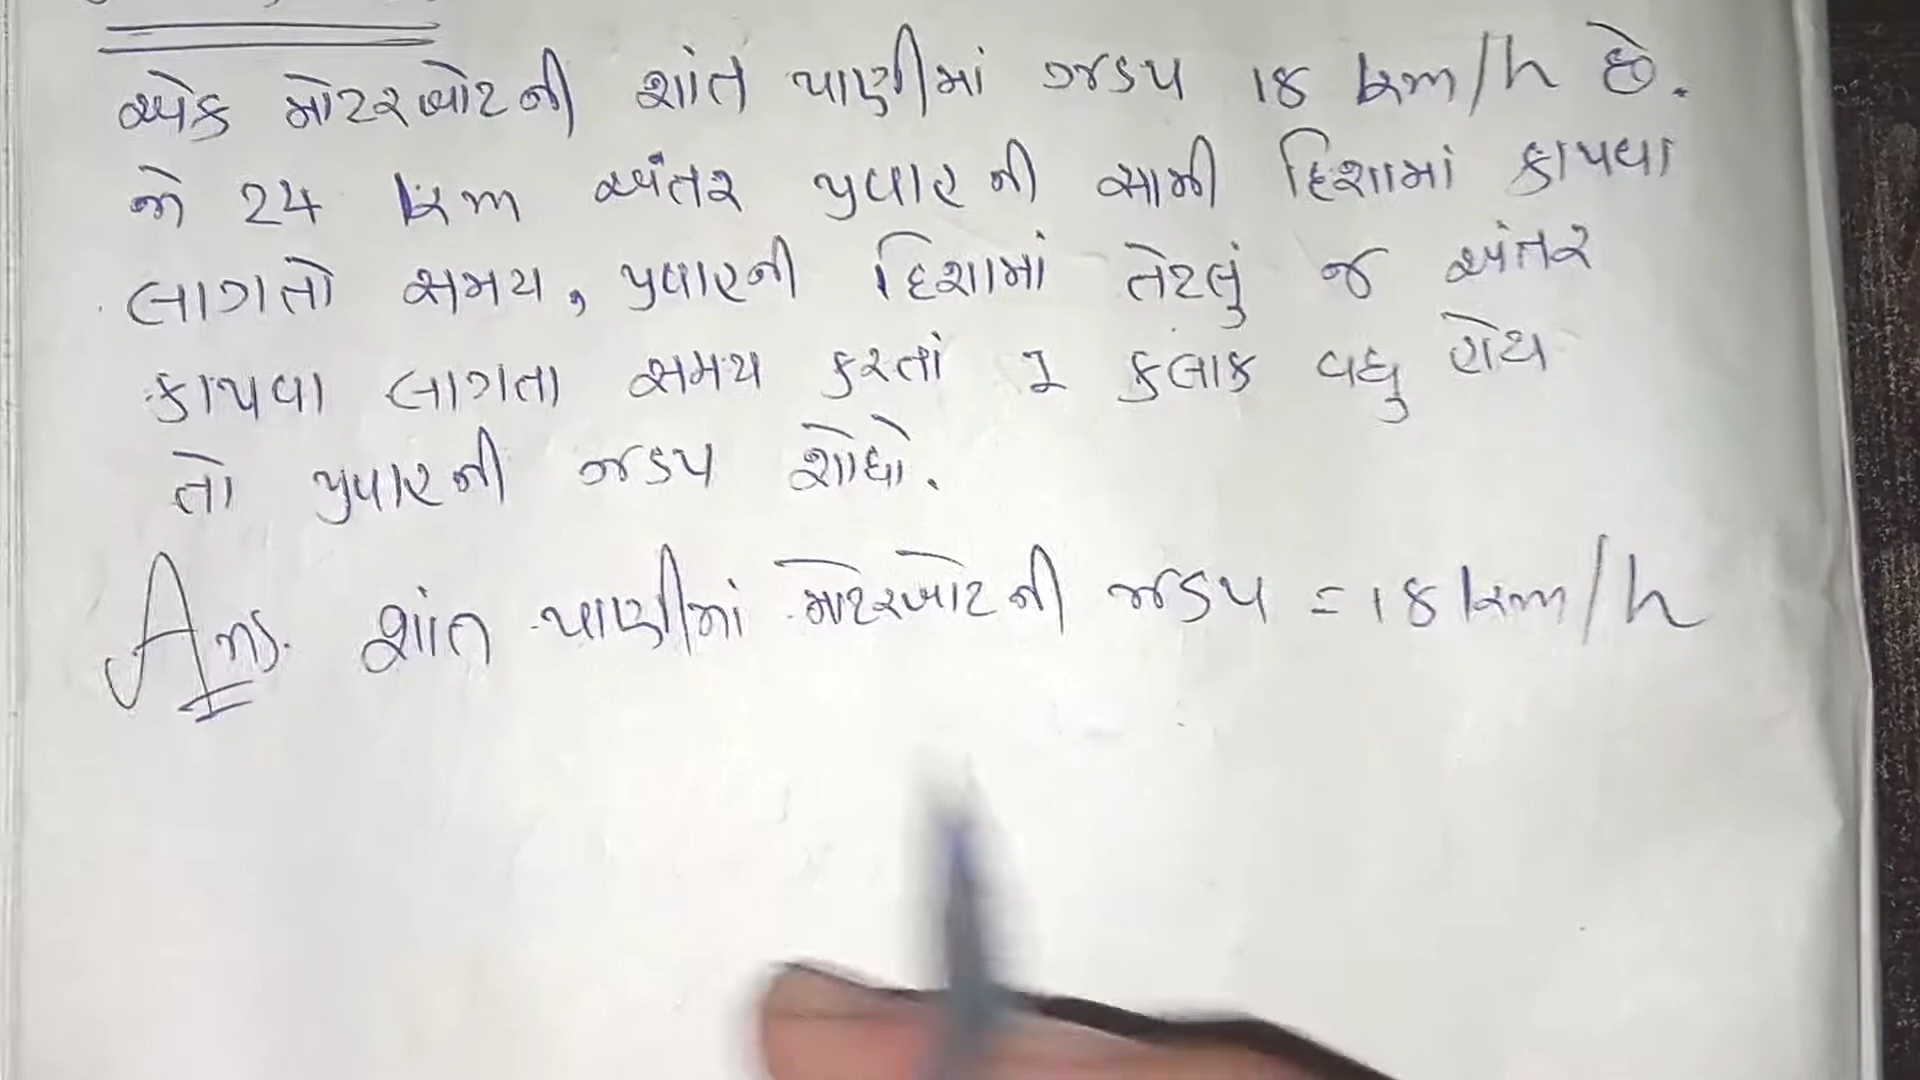 એક મોટરબોટની શાંત પાણીમાં ઝડપ 18 km/h છે.
જો 24 km અંતર પ્રવાહની સામી દિશામાં કાપવા
લાગતો સમય, પ્રવાહની દિશામાં તેટલું જ અંતર
કાપવા લાગતા સમય કરતાં 1 કલાક વધુ હોય
તો પ્રવાહની ઝડપ શોધો.
Ans. શાંત પાણીમાં મોટરબોટની ઝડપ = 18 km/h